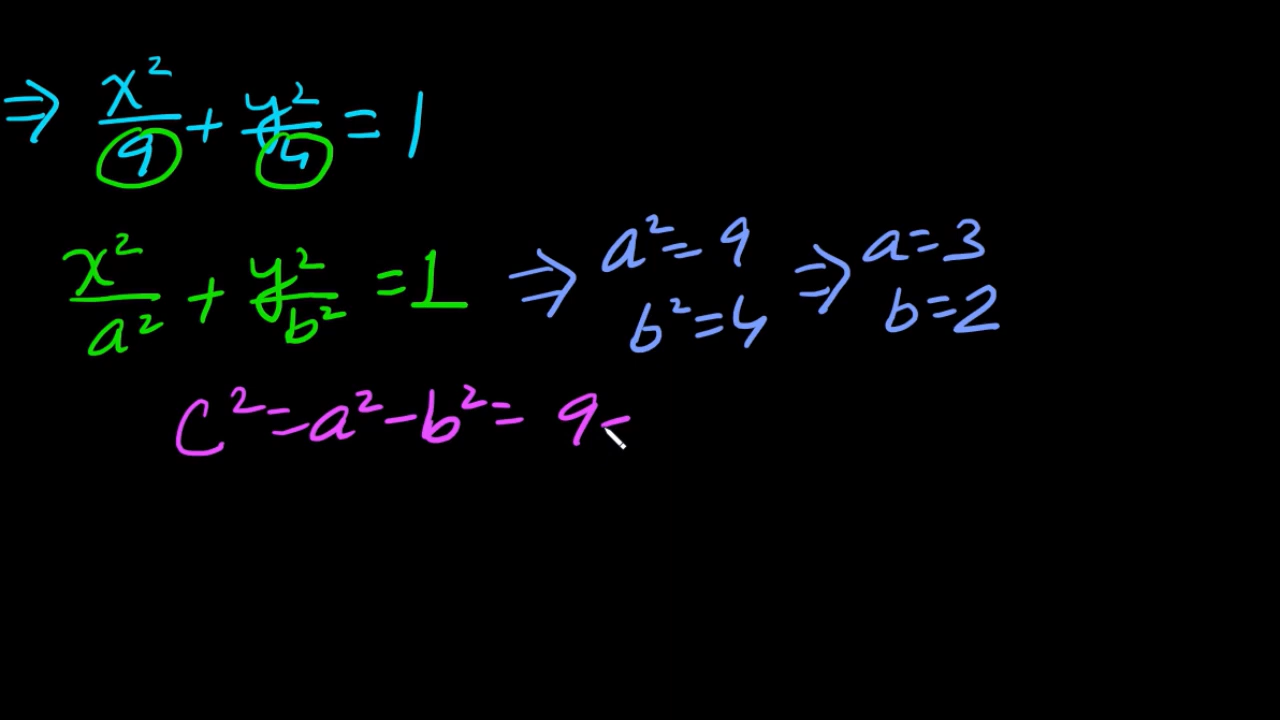 ⇒ x²/9 + y²/4 = 1
x²/a² + y²/b² = 1 ⇒ a² = 9 ⇒ a = 3
b² = 4 b = 2
c² = a² - b² = 9 -